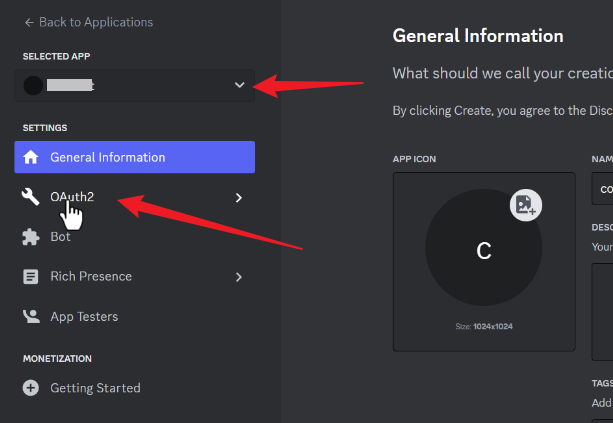 Back to Applications
SELECTED APP
SETTINGS
General Information
OAuth2
Bot
Rich Presence
App Testers
MONETIZATION
Getting Started
General Information
What should we call your creatio
By clicking Create, you agree to the Disc
APP ICON
C
Size: 1024x1024
NAM
co
DESC
Your
TAGS
Add